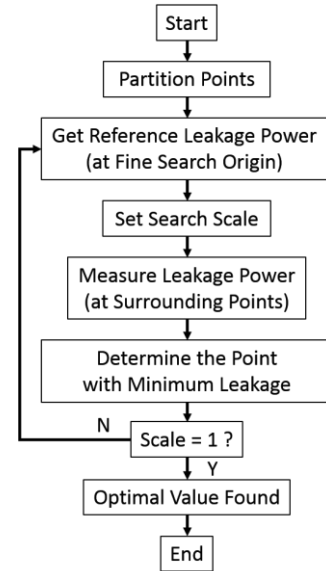 Start
Partition Points
Get Reference Leakage Power
(at Fine Search Origin)
Set Search Scale
Measure Leakage Power
(at Surrounding Points)
Determine the Point
with Minimum Leakage
N
Scale = 1 ?
Y
Optimal Value Found
End